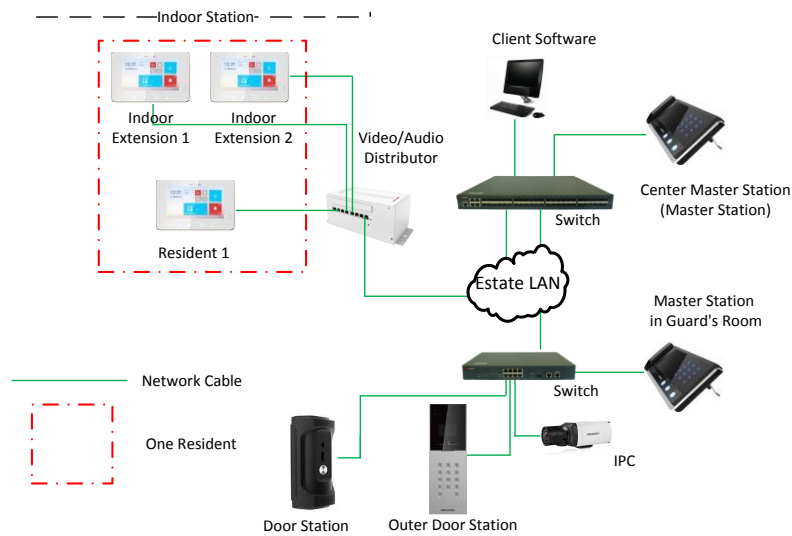 Indoor Station
Client Software
Indoor
Extension 1
Indoor
Extension 2
Video/Audio
Distributor
Center Master Station
(Master Station)
Switch
Resident 1
Estate LAN
Master Station
in Guard's Room
Network Cable
Switch
One Resident
IPC
Door Station
Outer Door Station